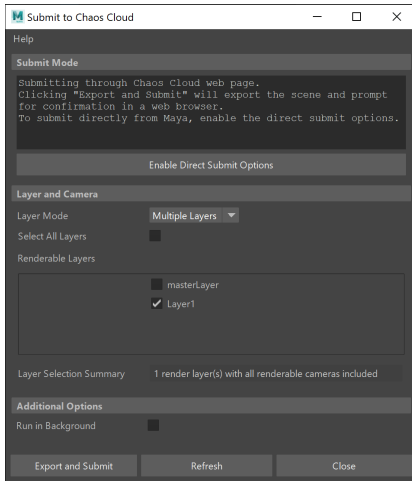 Submit to Chaos Cloud
Help
Submit Mode
Submitting through Chaos Cloud web page.
Clicking "Export and Submit" will export the scene and prompt
for confirmation in a web browser.
To submit directly from Maya, enable the direct submit options.
Enable Direct Submit Options
Layer and Camera
Layer Mode Multiple Layers
Select All Layers
Renderable Layers
masterLayer
Layer1
Layer Selection Summary 1 render layer(s) with all renderable cameras included
Additional Options
Run in Background
Export and Submit Refresh Close